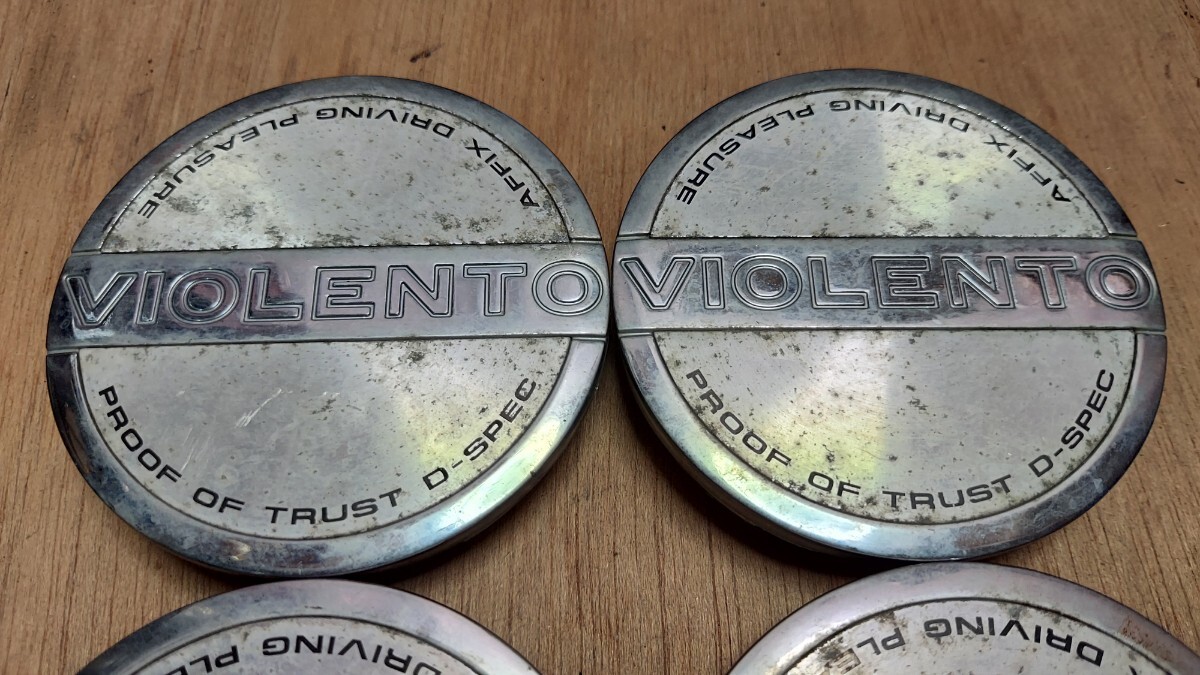 AFFIX DRIVING PLEASURE
VIOLENTO
PROOF OF TRUST D-SPEC
AFFIX DRIVING PLEASURE
VIOLENTO
PROOF OF TRUST D-SPEC
DRIVING
DRIVING